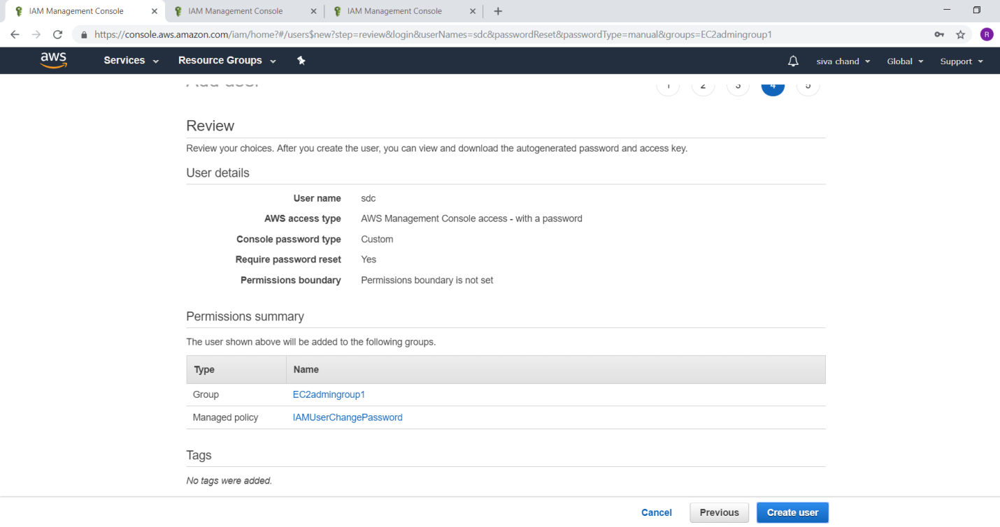 IAM Management Console
IAM Management Console
IAM Management Console
https://console.aws.amazon.com/iam/home?#/users$new?step=review&login&userNames=sdc&passwordReset&passwordType=manual&groups=EC2admingroup1
R
aws
Services
Resource Groups
siva chand
Global
Support
Add user
1 2 3 4 5
Review
Review your choices. After you create the user, you can view and download the autogenerated password and access key.
User details
User name sdc
AWS access type AWS Management Console access - with a password
Console password type Custom
Require password reset Yes
Permissions boundary Permissions boundary is not set
Permissions summary
The user shown above will be added to the following groups.
Type Name
Group EC2admingroup1
Managed policy IAMUserChangePassword
Tags
No tags were added.
Cancel Previous Create user